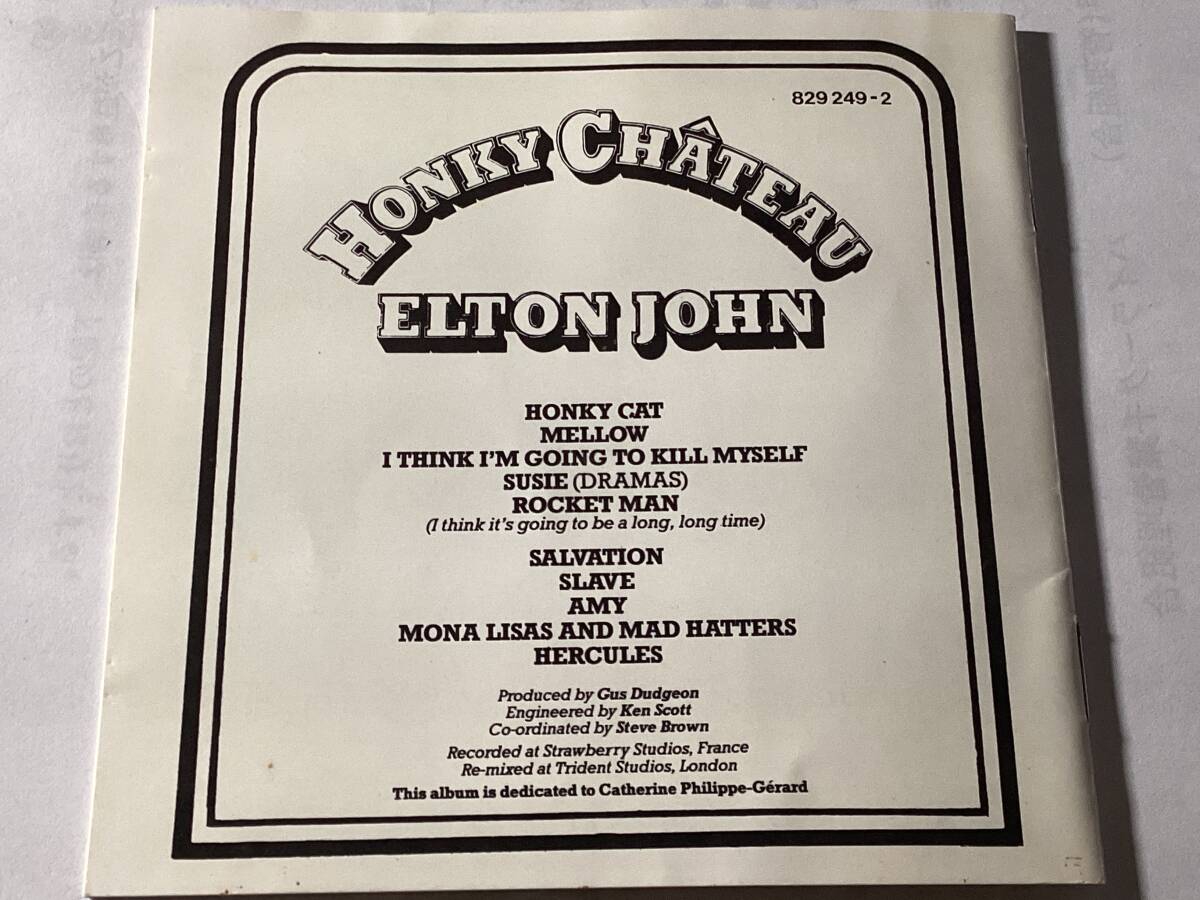 829 249-2
HONKY CHÂTEAU
ELTON JOHN
HONKY CAT
MELLOW
I THINK I'M GOING TO KILL MYSELF
SUSIE (DRAMAS)
ROCKET MAN
(I think it's going to be a long, long time)
SALVATION
SLAVE
AMY
MONA LISAS AND MAD HATTERS
HERCULES
Produced by Gus Dudgeon
Engineered by Ken Scott
Co-ordinated by Steve Brown
Recorded at Strawberry Studios, France
Re-mixed at Trident Studios, London
This album is dedicated to Catherine Philippe-Gérard